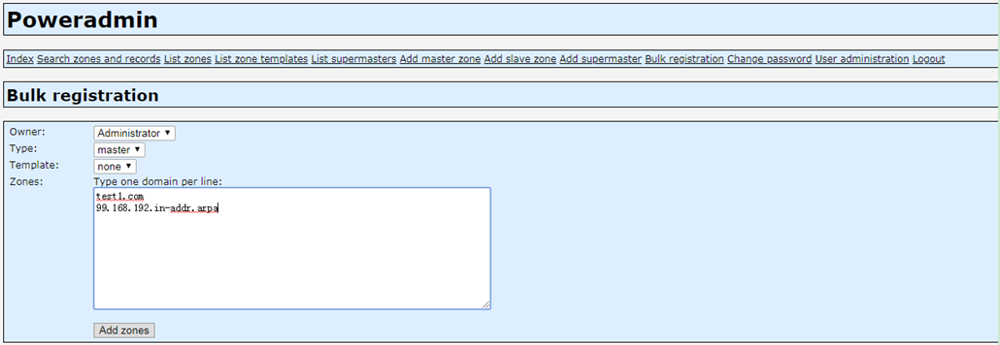 Poweradmin
Index Search zones and records List zones List zone templates List supermasters Add master zone Add slave zone Add supermaster Bulk registration Change password User administration Logout
Bulk registration
Owner: Administrator
Type: master
Template: none
Zones: Type one domain per line:
test1.com
99.168.192.in-addr.arpa
Add zones